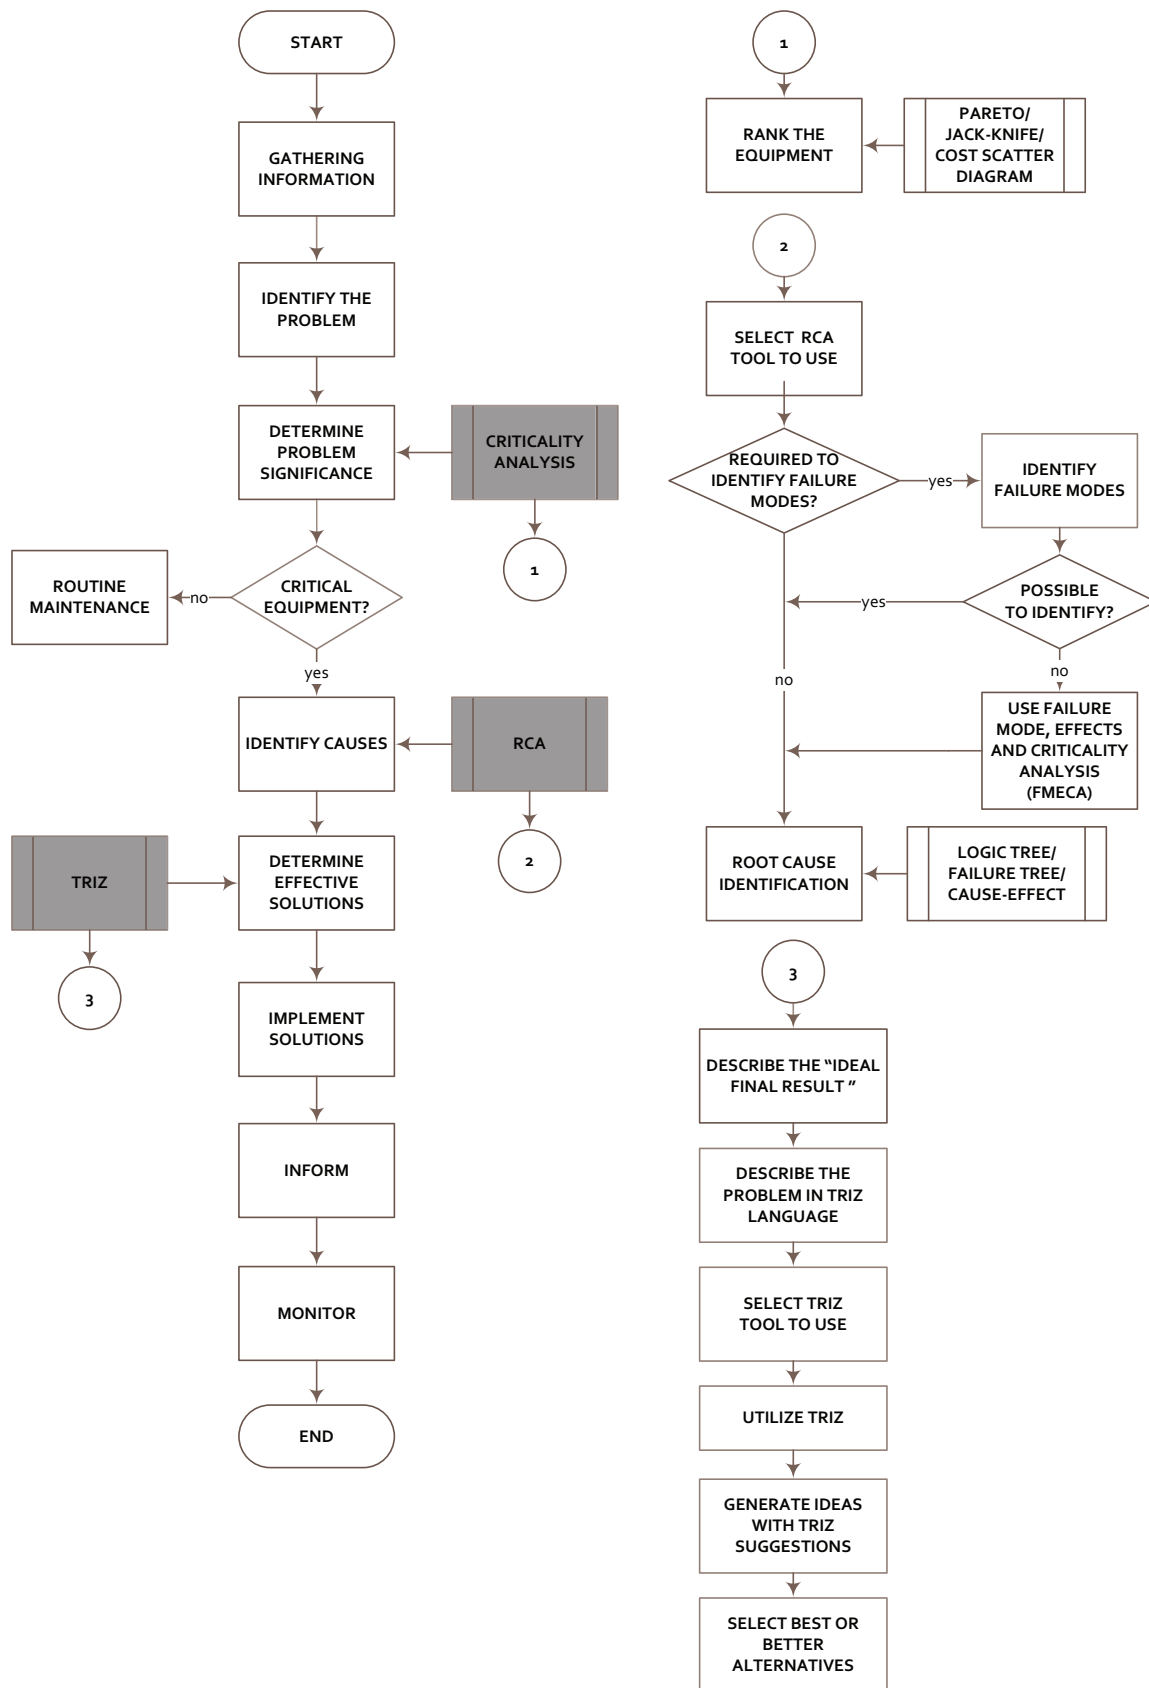 START
GATHERING
INFORMATION
IDENTIFY THE
PROBLEM
DETERMINE
PROBLEM
SIGNIFICANCE
CRITICALITY
ANALYSIS
1
CRITICAL
EQUIPMENT?
no
ROUTINE
MAINTENANCE
yes
IDENTIFY CAUSES
RCA
2
TRIZ
3
DETERMINE
EFFECTIVE
SOLUTIONS
IMPLEMENT
SOLUTIONS
INFORM
MONITOR
END
1
RANK THE
EQUIPMENT
PARETO/
JACK-KNIFE/
COST SCATTER
DIAGRAM
2
SELECT RCA
TOOL TO USE
REQUIRED TO
IDENTIFY FAILURE
MODES?
yes
IDENTIFY
FAILURE MODES
POSSIBLE
TO IDENTIFY?
yes
no
no
USE FAILURE
MODE, EFFECTS
AND CRITICALITY
ANALYSIS
(FMECA)
ROOT CAUSE
IDENTIFICATION
LOGIC TREE/
FAILURE TREE/
CAUSE-EFFECT
3
DESCRIBE THE “IDEAL
FINAL RESULT ”
DESCRIBE THE
PROBLEM IN TRIZ
LANGUAGE
SELECT TRIZ
TOOL TO USE
UTILIZE TRIZ
GENERATE IDEAS
WITH TRIZ
SUGGESTIONS
SELECT BEST OR
BETTER
ALTERNATIVES